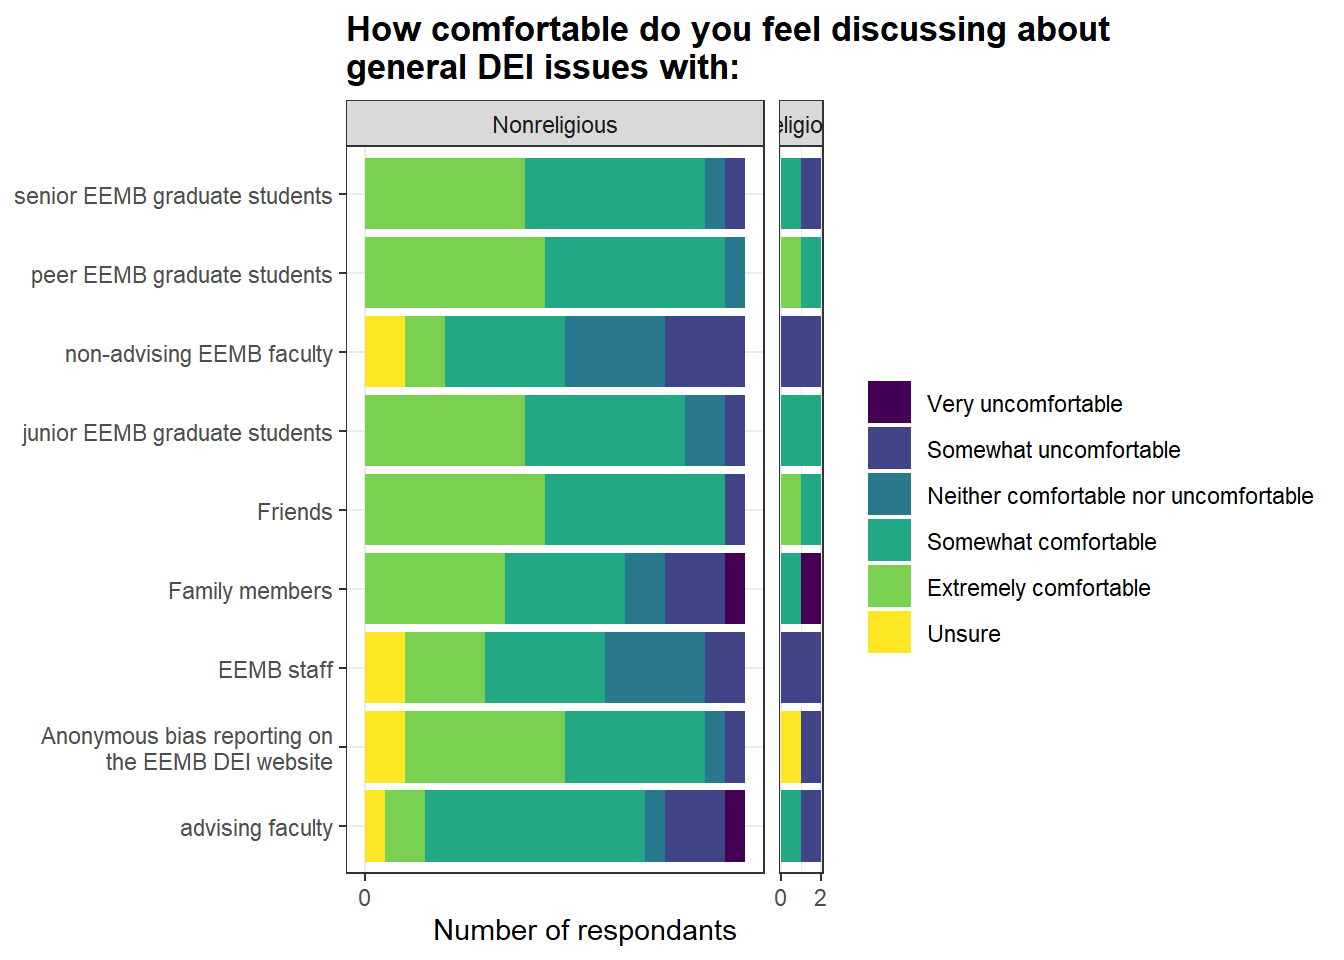 How comfortable do you feel discussing about
general DEI issues with:
Nonreligious
eligio
senior EEMB graduate students
peer EEMB graduate students
non-advising EEMB faculty
junior EEMB graduate students
Friends
Family members
EEMB staff
Anonymous bias reporting on
the EEMB DEI website
advising faculty
0
0 2
Number of respondants
Very uncomfortable
Somewhat uncomfortable
Neither comfortable nor uncomfortable
Somewhat comfortable
Extremely comfortable
Unsure